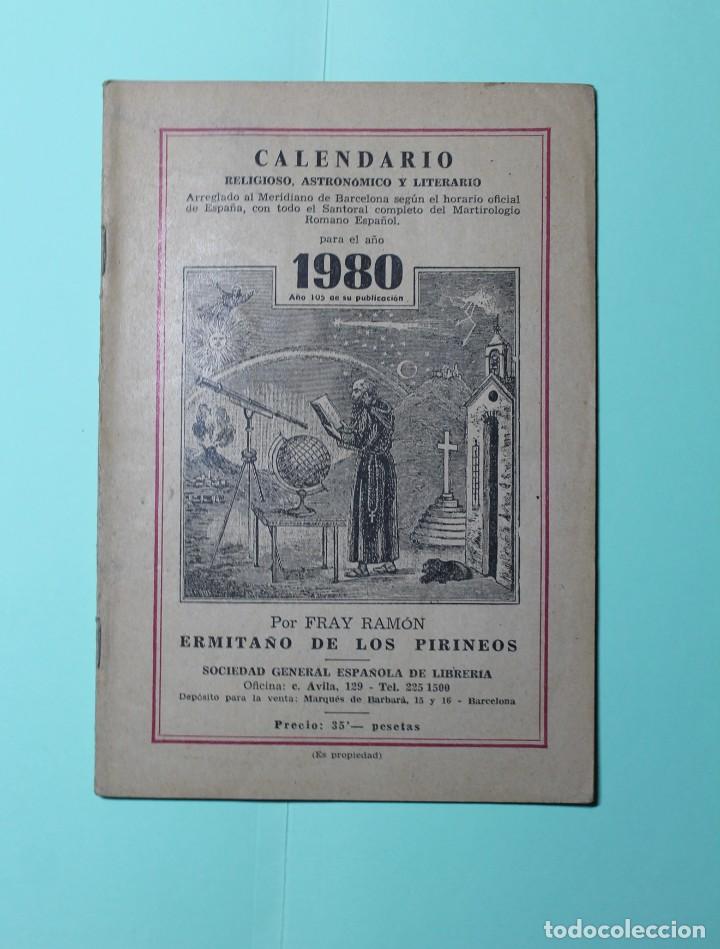 CALENDARIO
RELIGIOSO, ASTRONóMICO Y LITERARIO
Arreglado al Meridiano de Barcelona según el horario oficial
de España, con todo el Santoral completo del Martirologio
Romano Español.
para el año
1980
Año 105 de su publicación
Por FRAY RAMÓN
ERMITAÑO DE LOS PIRINEOS
SOCIEDAD GENERAL ESPAÑOLA DE LIBRERIA
Oficina: c. Ávila, 129 - Tel. 225 1500
Depósito para la venta: Marqués de Barbará, 15 y 16 - Barcelona
Precio: 35'— pesetas
(Es propiedad)
todocoleccion